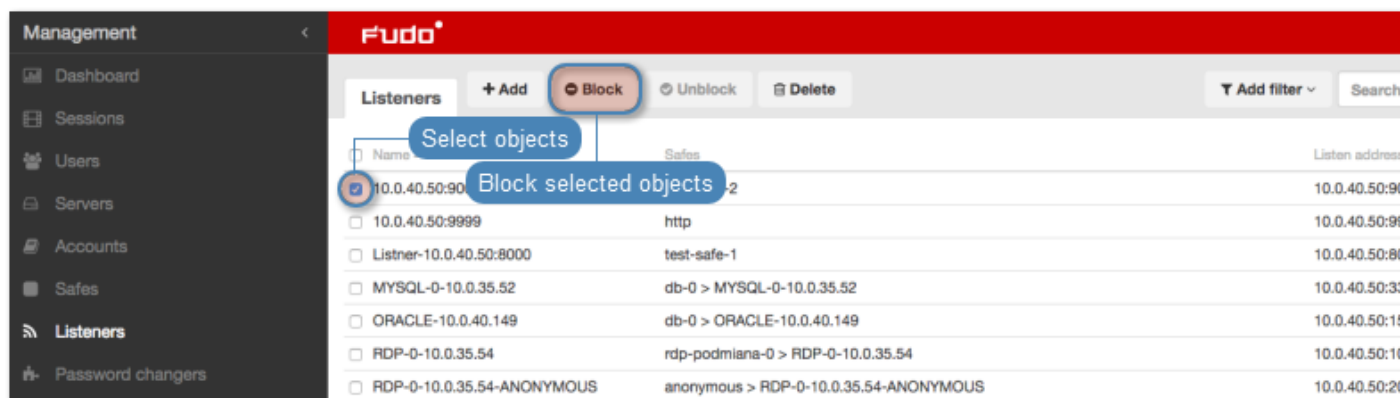 Management
Fudo
Dashboard
Listeners + Add Block Unblock Delete Add filter Search
Sessions
Select objects
Users
Name Safes Listen address
Block selected objects
10.0.40.50:90 -2 10.0.40.50:9
Servers
10.0.40.50:9999 http 10.0.40.50:9
Accounts
Listner-10.0.40.50:8000 test-safe-1 10.0.40.50:8
Safes
MYSQL-0-10.0.35.52 db-0 > MYSQL-0-10.0.35.52 10.0.40.50:3
Listeners
ORACLE-10.0.40.149 db-0 > ORACLE-10.0.40.149 10.0.40.50:1
RDP-0-10.0.35.54 rdp-podmiana-0 > RDP-0-10.0.35.54 10.0.40.50:1
Password changers
RDP-0-10.0.35.54-ANONYMOUS anonymous > RDP-0-10.0.35.54-ANONYMOUS 10.0.40.50:2